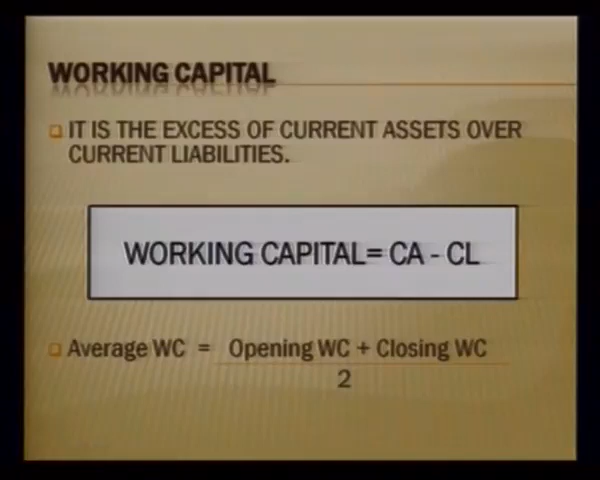 WORKING CAPITAL
IT IS THE EXCESS OF CURRENT ASSETS OVER
CURRENT LIABILITIES.
WORKING CAPITAL= CA - CL
Average WC = Opening WC + Closing WC
2